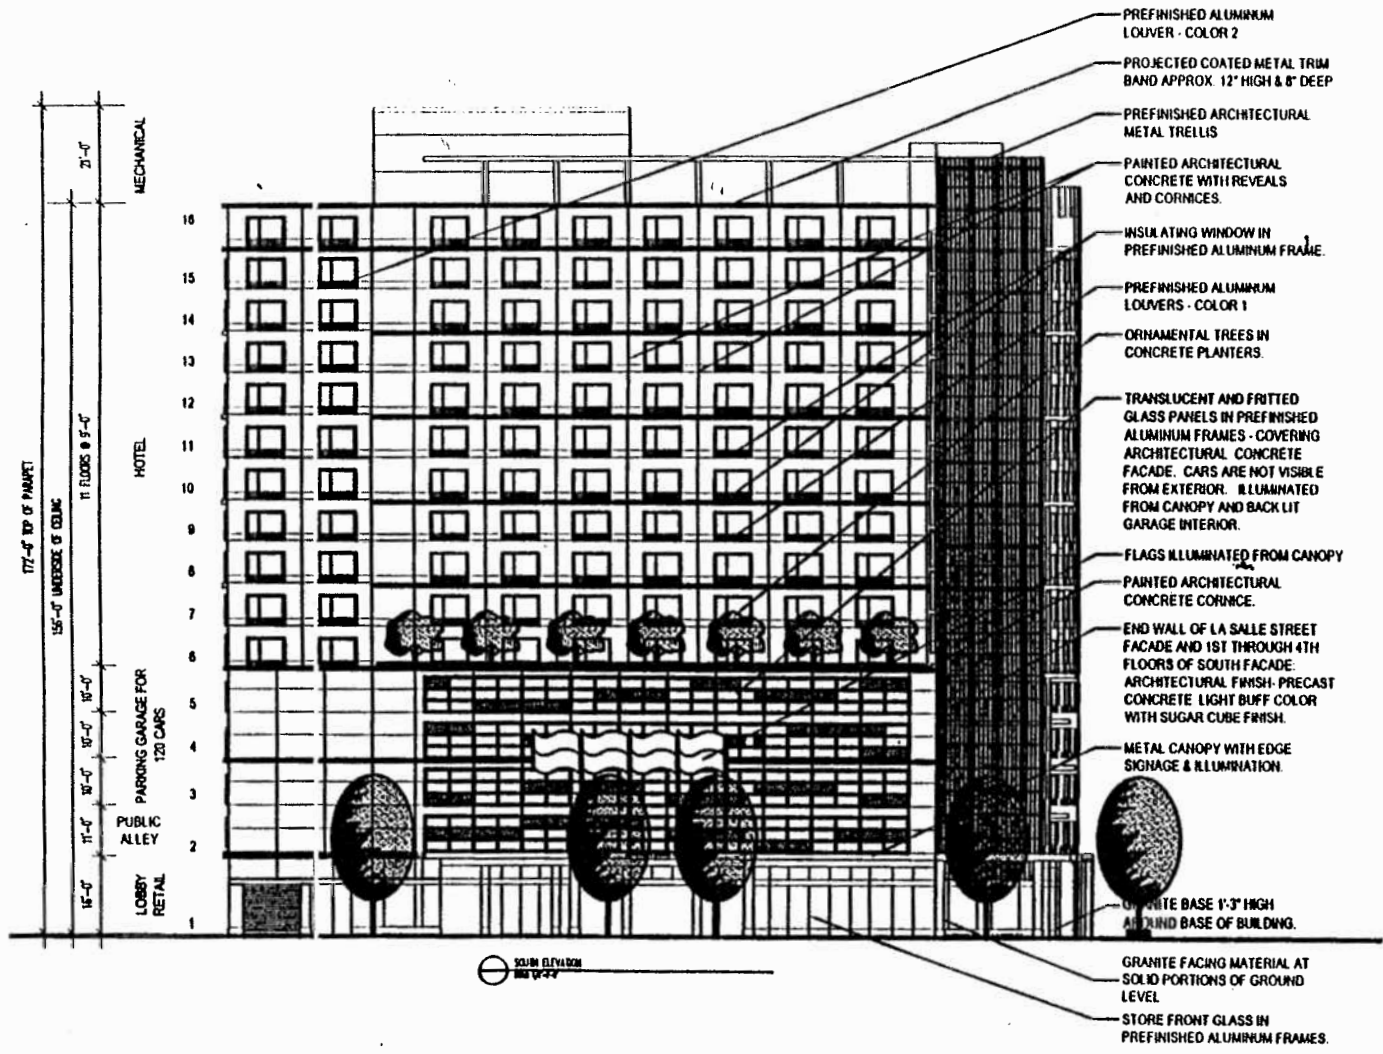 PREFINISHED ALUMINUM
LOUVER - COLOR 2
PROJECTED COATED METAL TRIM
BAND APPROX. 12" HIGH & 8" DEEP
PREFINISHED ARCHITECTURAL
METAL TRELLIS
PAINTED ARCHITECTURAL
CONCRETE WITH REVEALS
AND CORNICES.
INSULATING WINDOW IN
PREFINISHED ALUMINUM FRAME.
PREFINISHED ALUMINUM
LOUVERS - COLOR 1
ORNAMENTAL TREES IN
CONCRETE PLANTERS.
TRANSLUCENT AND FRITTED
GLASS PANELS IN PREFINISHED
ALUMINUM FRAMES - COVERING
ARCHITECTURAL CONCRETE
FACADE. CARS ARE NOT VISIBLE
FROM EXTERIOR. ILLUMINATED
FROM CANOPY AND BACK LIT
GARAGE INTERIOR.
FLAGS ILLUMINATED FROM CANOPY
PAINTED ARCHITECTURAL
CONCRETE CORNICE.
END WALL OF LA SALLE STREET
FACADE AND 1ST THROUGH 4TH
FLOORS OF SOUTH FACADE:
ARCHITECTURAL FINISH- PRECAST
CONCRETE LIGHT BUFF COLOR
WITH SUGAR CUBE FINISH.
METAL CANOPY WITH EDGE
SIGNAGE & ILLUMINATION.
GRANITE BASE 1'-3" HIGH
AROUND BASE OF BUILDING.
GRANITE FACING MATERIAL AT
SOLID PORTIONS OF GROUND
LEVEL
STORE FRONT GLASS IN
PREFINISHED ALUMINUM FRAMES.
172'-0" TOP OF PARAPET
156'-0" UNDERSIDE OF CEILING
11 FLOORS @ 9'-0"
21'-0"
10'-0"
10'-0"
10'-0"
11'-0"
16'-0"
MECHANICAL
HOTEL
PARKING GARAGE FOR
120 CARS
PUBLIC
ALLEY
LOBBY
RETAIL
16
15
14
13
12
11
10
9
8
7
6
5
4
3
2
1
SOUTH ELEVATION